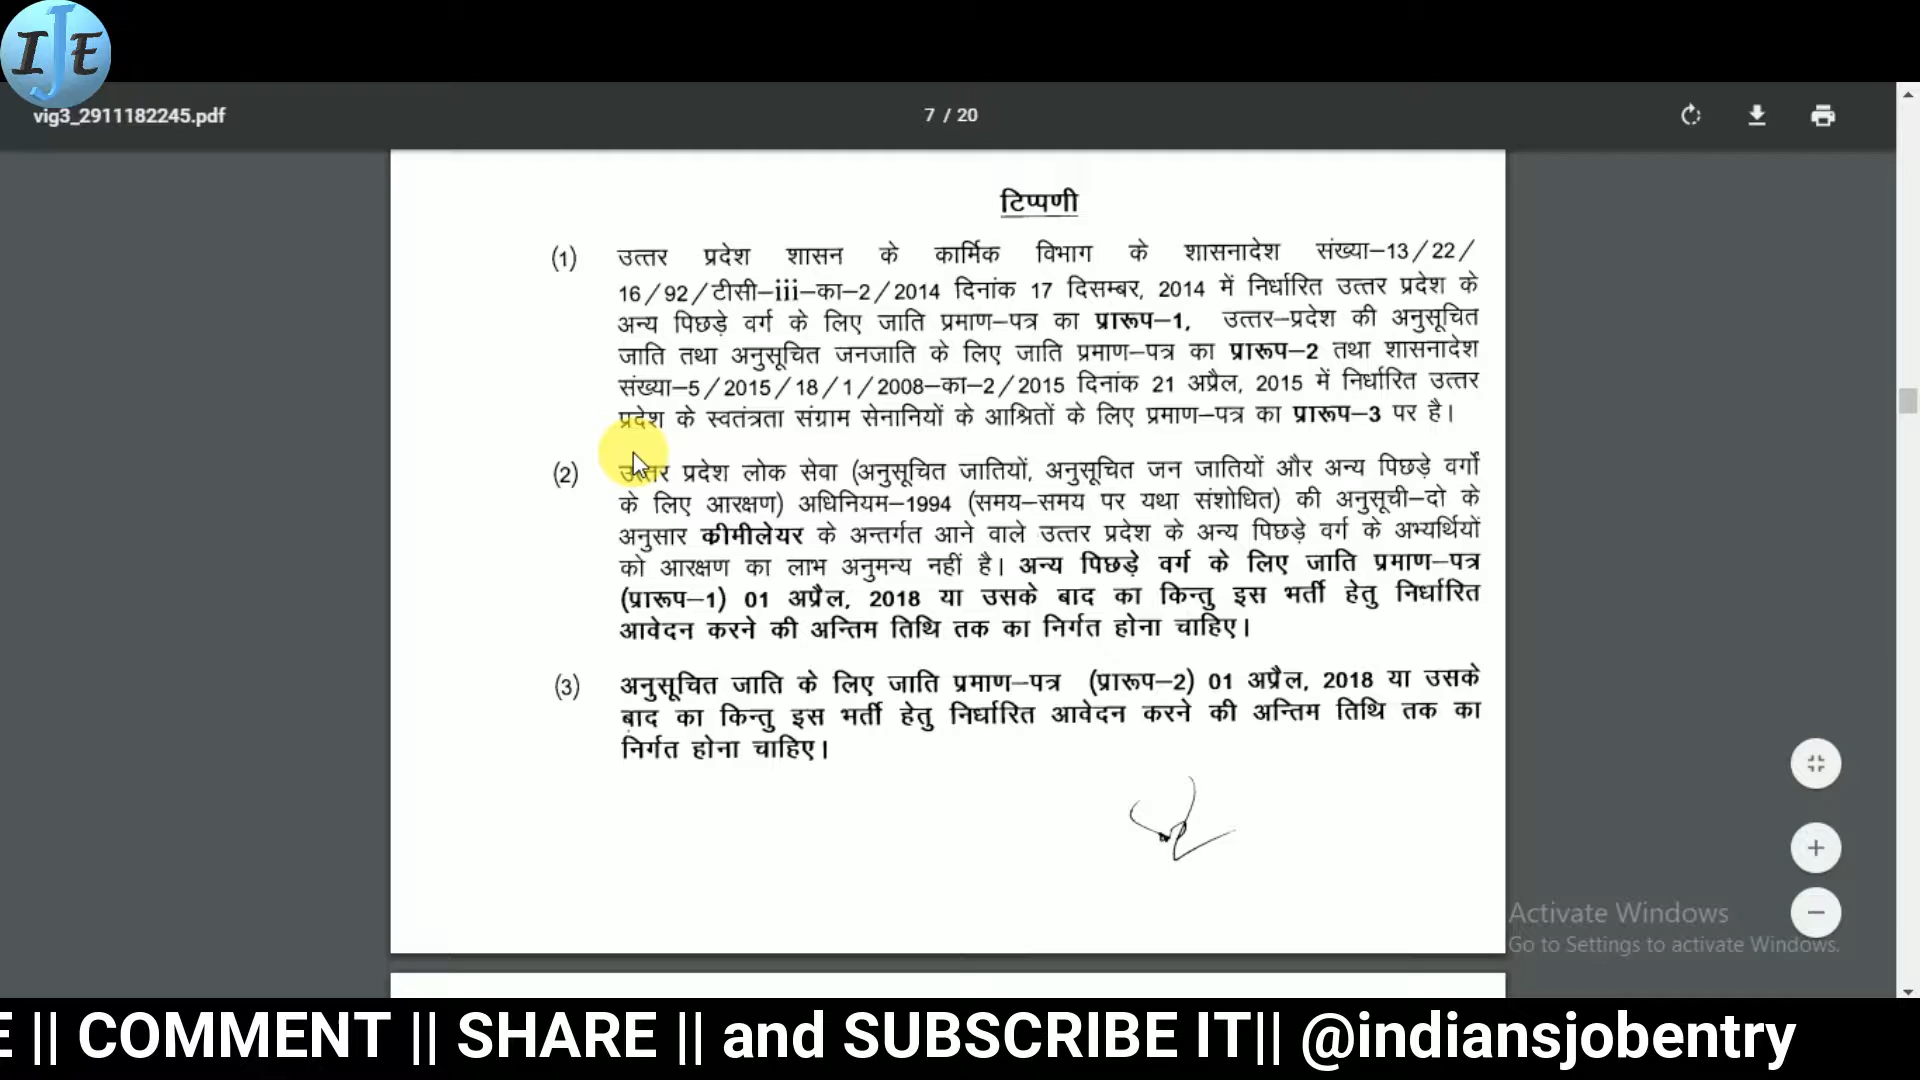 IJE
vig3_2911182245.pdf
7 / 20
टिप्पणी
(1) उत्तर प्रदेश शासन के कार्मिक विभाग के शासनादेश संख्या–13/22/
16/92/टीसी–iii–का–2/2014 दिनांक 17 दिसम्बर, 2014 में निर्धारित उत्तर प्रदेश के
अन्य पिछड़े वर्ग के लिए जाति प्रमाण–पत्र का प्रारूप–1, उत्तर–प्रदेश की अनुसूचित
जाति तथा अनुसूचित जनजाति के लिए जाति प्रमाण–पत्र का प्रारूप–2 तथा शासनादेश
संख्या–5/2015/18/1/2008–का–2/2015 दिनांक 21 अप्रैल, 2015 में निर्धारित उत्तर
प्रदेश के स्वतंत्रता संग्राम सेनानियों के आश्रितों के लिए प्रमाण–पत्र का प्रारूप–3 पर है।
(2) उत्तर प्रदेश लोक सेवा (अनुसूचित जातियों, अनुसूचित जन जातियों और अन्य पिछड़े वर्गों
के लिए आरक्षण) अधिनियम–1994 (समय–समय पर यथा संशोधित) की अनुसूची–दो के
अनुसार कीमीलेयर के अन्तर्गत आने वाले उत्तर प्रदेश के अन्य पिछड़े वर्ग के अभ्यर्थियों
को आरक्षण का लाभ अनुमन्य नहीं है। अन्य पिछड़े वर्ग के लिए जाति प्रमाण–पत्र
(प्रारूप–1) 01 अप्रैल, 2018 या उसके बाद का किन्तु इस भर्ती हेतु निर्धारित
आवेदन करने की अन्तिम तिथि तक का निर्गत होना चाहिए।
(3) अनुसूचित जाति के लिए जाति प्रमाण–पत्र (प्रारूप–2) 01 अप्रैल, 2018 या उसके
बाद का किन्तु इस भर्ती हेतु निर्धारित आवेदन करने की अन्तिम तिथि तक का
निर्गत होना चाहिए।
Activate Windows
Go to Settings to activate Windows.
E || COMMENT || SHARE || and SUBSCRIBE IT|| @indiansjobentry